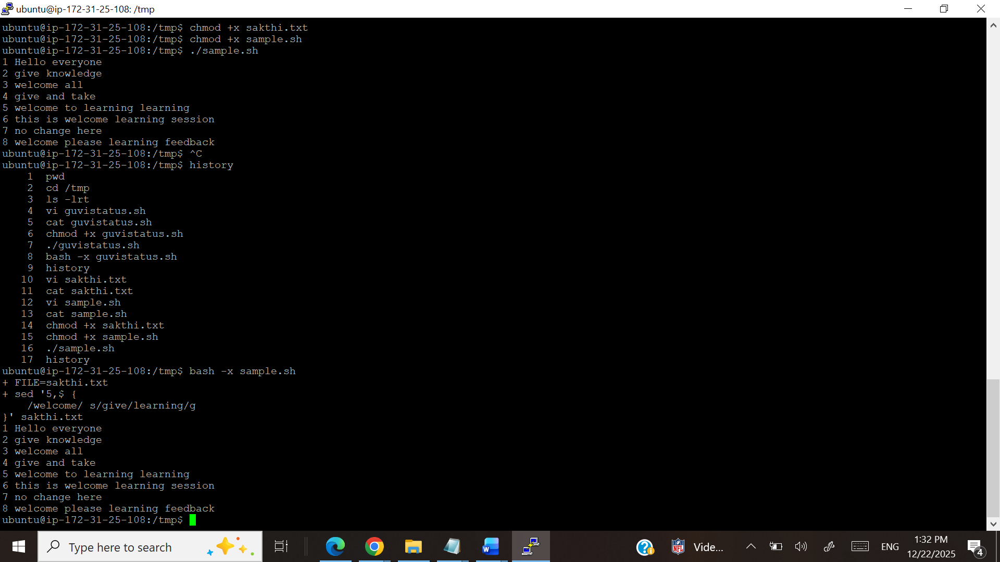 ubuntu@ip-172-31-25-108: /tmp
ubuntu@ip-172-31-25-108:/tmp$ chmod +x sakthi.txt
ubuntu@ip-172-31-25-108:/tmp$ chmod +x sample.sh
ubuntu@ip-172-31-25-108:/tmp$ ./sample.sh
1 Hello everyone
2 give knowledge
3 welcome all
4 give and take
5 welcome to learning learning
6 this is welcome learning session
7 no change here
8 welcome please learning feedback
ubuntu@ip-172-31-25-108:/tmp$ ^C
ubuntu@ip-172-31-25-108:/tmp$ history
1 pwd
2 cd /tmp
3 ls -lrt
4 vi guvistatus.sh
5 cat guvistatus.sh
6 chmod +x guvistatus.sh
7 ./guvistatus.sh
8 bash -x guvistatus.sh
9 history
10 vi sakthi.txt
11 cat sakthi.txt
12 vi sample.sh
13 cat sample.sh
14 chmod +x sakthi.txt
15 chmod +x sample.sh
16 ./sample.sh
17 history
ubuntu@ip-172-31-25-108:/tmp$ bash -x sample.sh
+ FILE=sakthi.txt
+ sed '5,$ {
/welcome/ s/give/learning/g
}' sakthi.txt
1 Hello everyone
2 give knowledge
3 welcome all
4 give and take
5 welcome to learning learning
6 this is welcome learning session
7 no change here
8 welcome please learning feedback
ubuntu@ip-172-31-25-108:/tmp$
Type here to search
NFL
Vide...
ENG
1:32 PM
12/22/2025
4